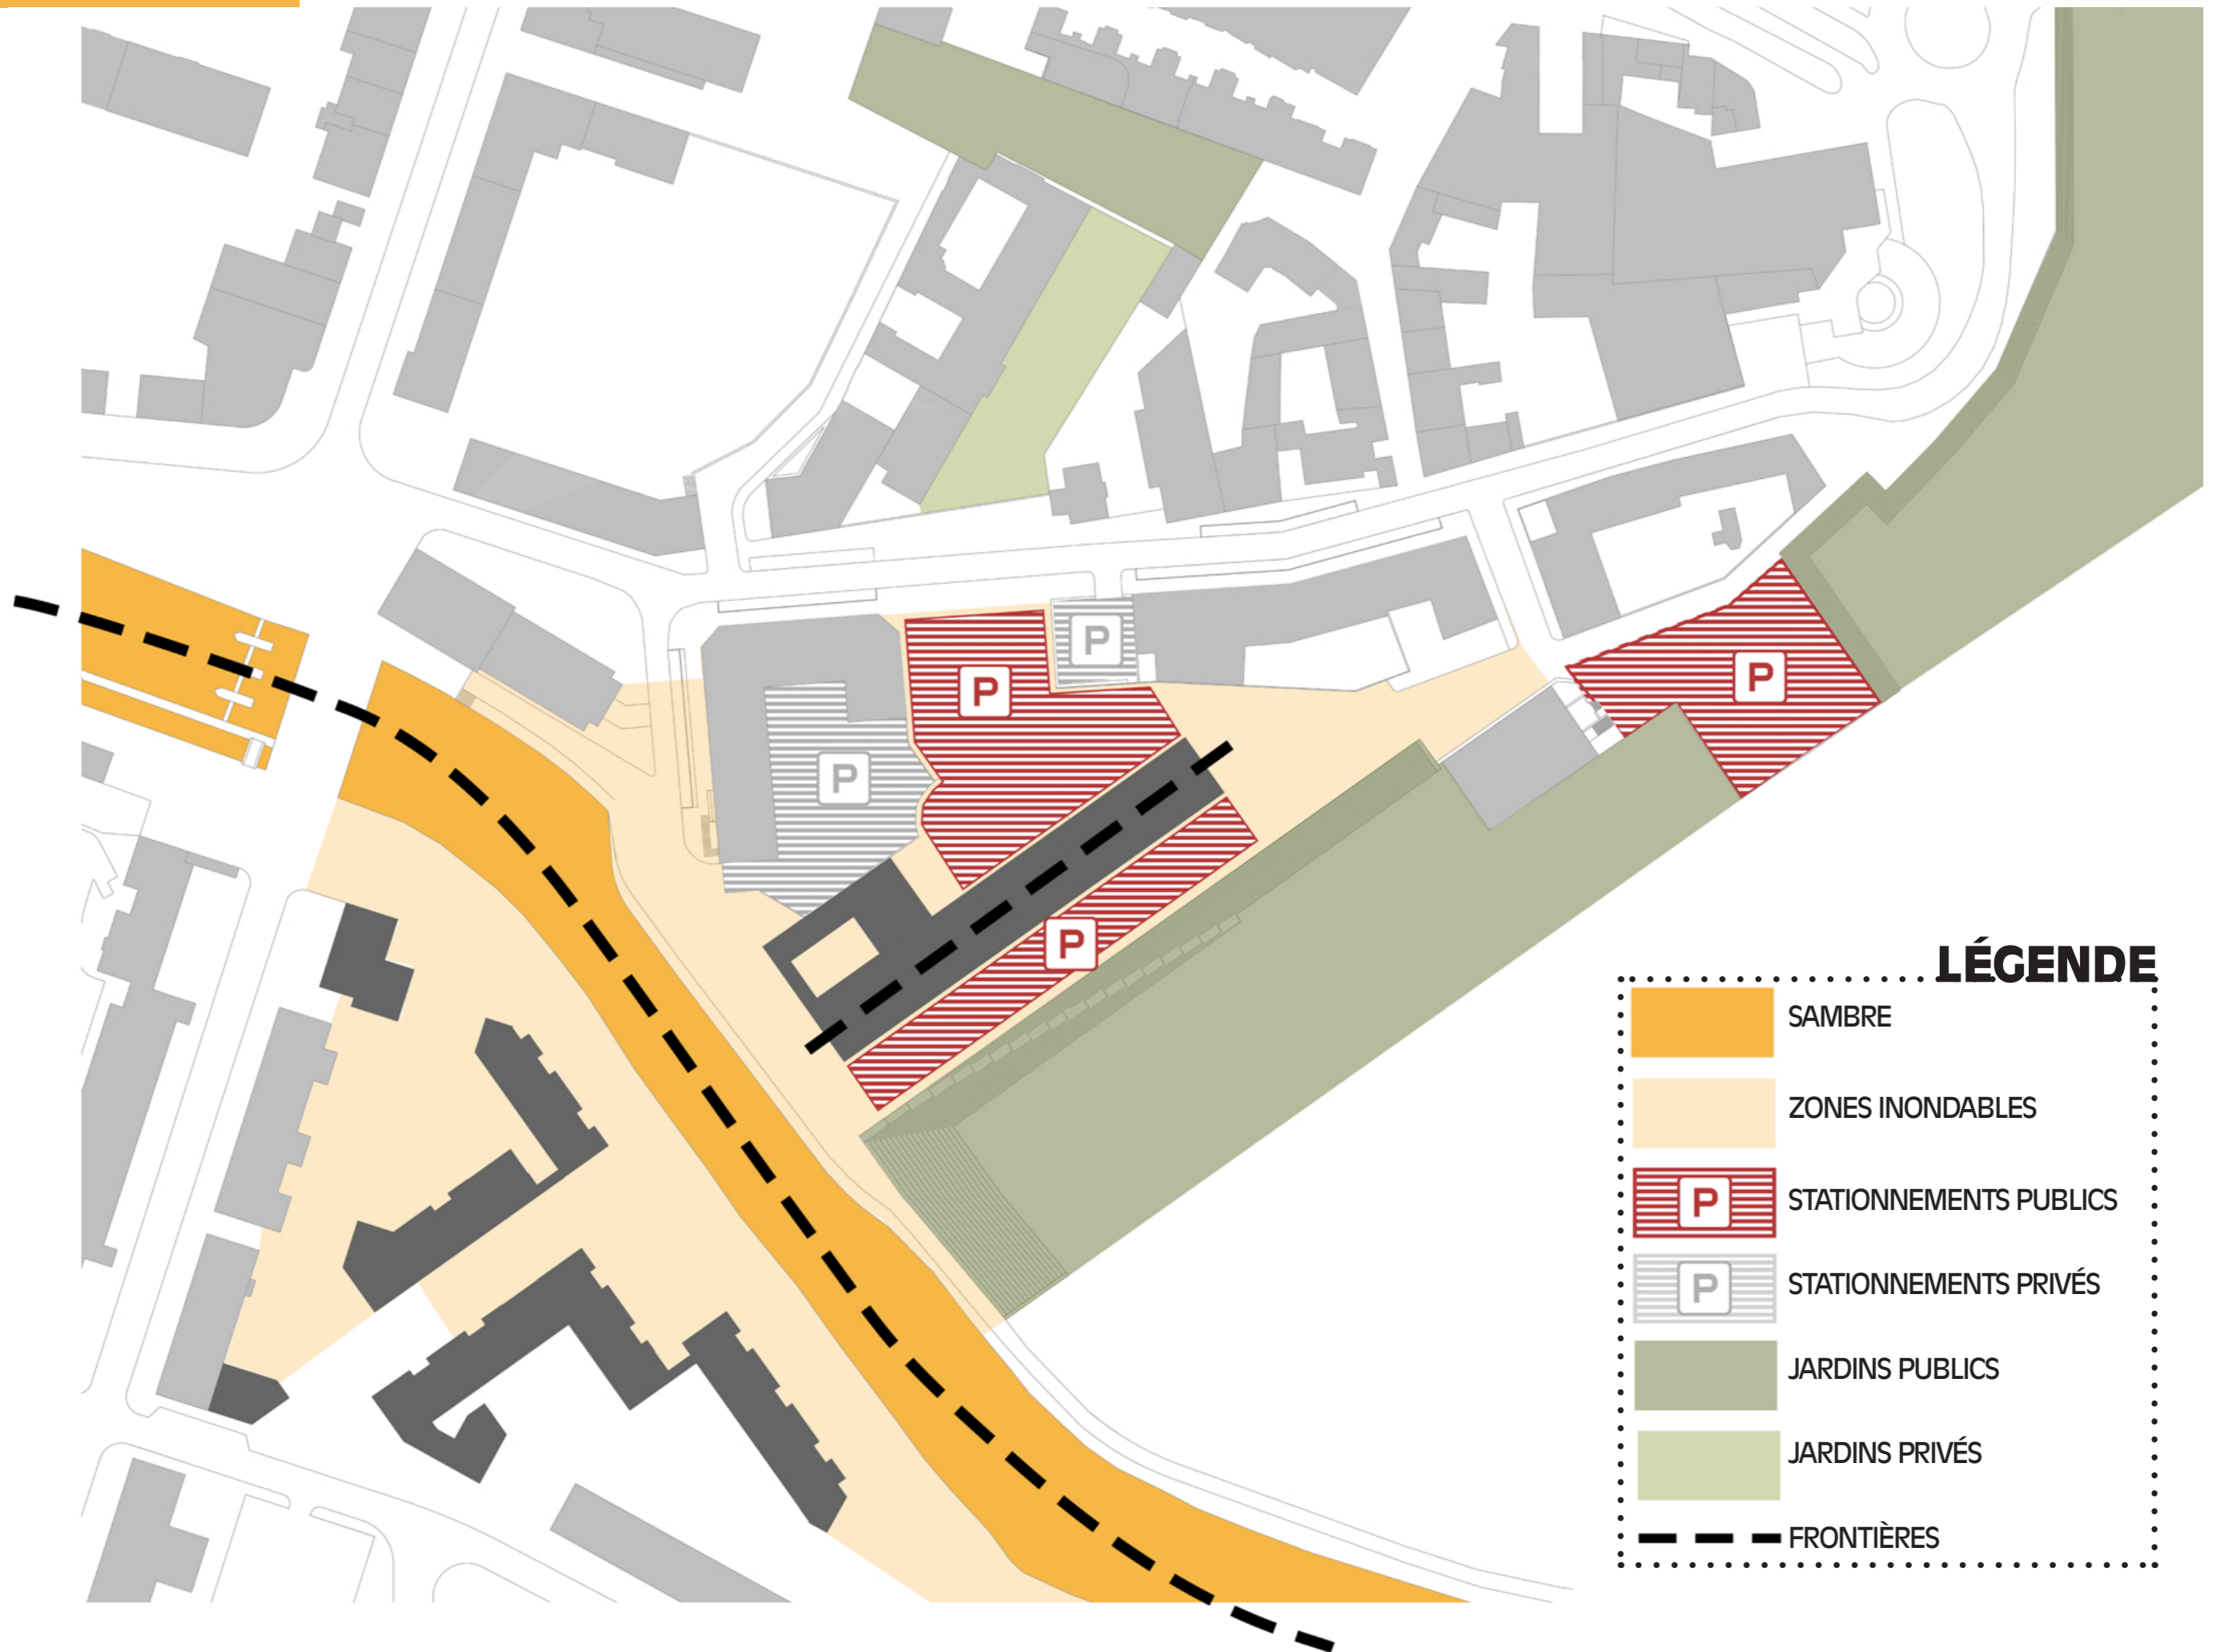 P
P
P
P
P
LÉGENDE
SAMBRE
ZONES INONDABLES
P
STATIONNEMENTS PUBLICS
P
STATIONNEMENTS PRIVÉS
JARDINS PUBLICS
JARDINS PRIVÉS
FRONTIÈRES